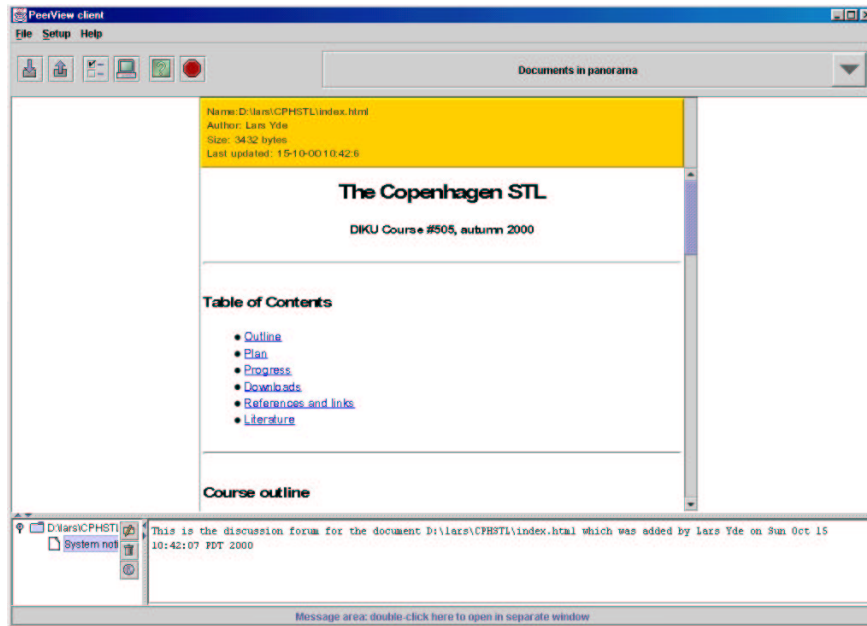 PeerView client
File Setup Help
Documents in panorama
Name:D:\lars\CPHSTL\index.html
Author: Lars Yde
Size: 3432 bytes
Last updated: 15-10-00 10:42:6
The Copenhagen STL
DIKU Course #505, autumn 2000
Table of Contents
Outline
Plan
Progress
Downloads
References and links
Literature
Course outline
D:\lars\CPHSTL
System noti
This is the discussion forum for the document D:\lars\CPHSTL\index.html which was added by Lars Yde on Sun Oct 15
10:42:07 PDT 2000
Message area: double-click here to open in separate window